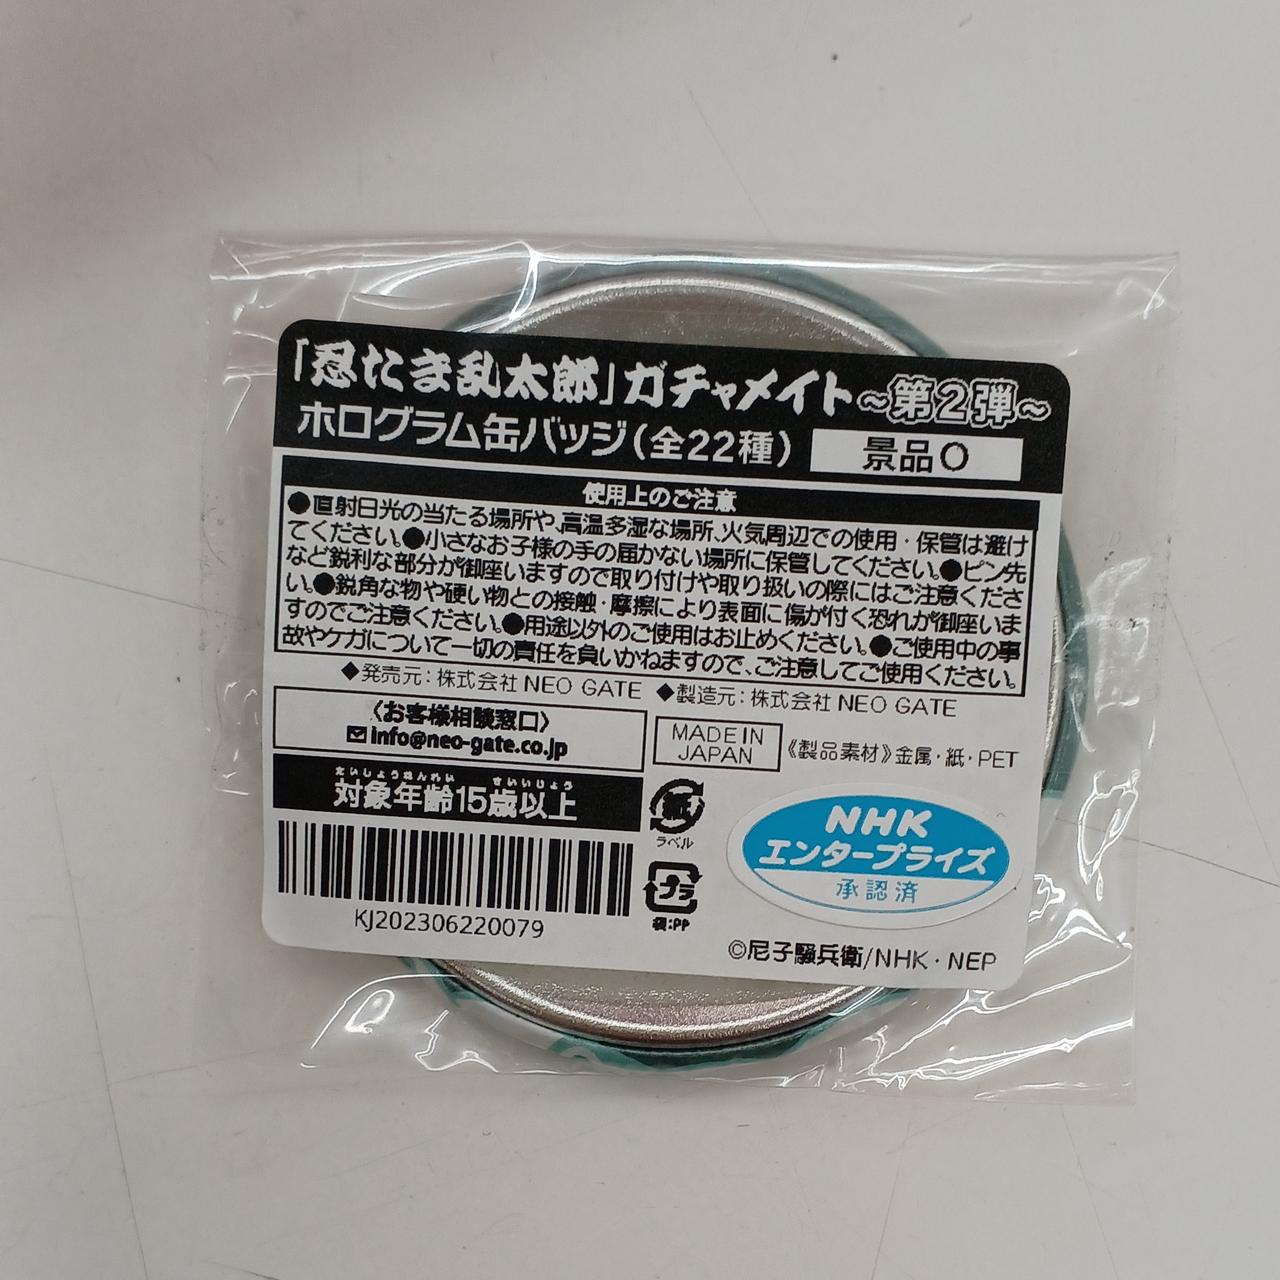 「忍たま乱太郎」ガチャメイト～第2弾～
ホログラム缶バッジ(全22種)
景品O
使用上のご注意
●直射日光の当たる場所や、高温多湿な場所、火気周辺での使用・保管は避け
てください。●小さなお子様の手の届かない場所に保管してください。●ピン先
など鋭利な部分が御座いますので取り付けや取り扱いの際にはご注意くださ
い。●鋭角な物や硬い物との接触・摩擦により表面に傷が付く恐れが御座いま
すのでご注意ください。●用途以外のご使用はお止めください。●ご使用中の事
故やケガについて一切の責任を負いかねますので、ご注意してご使用ください。
◆発売元：株式会社 NEO GATE ◆製造元：株式会社 NEO GATE
〈お客様相談窓口〉
info@neo-gate.co.jp
MADE IN
JAPAN
《製品素材》金属・紙・PET
たいしょうねんれい さいいじょう
対象年齢15歳以上
紙
ラベル
プラ
袋:PP
KJ202306220079
NHK
エンタープライズ
承認済
©尼子騒兵衛/NHK・NEP